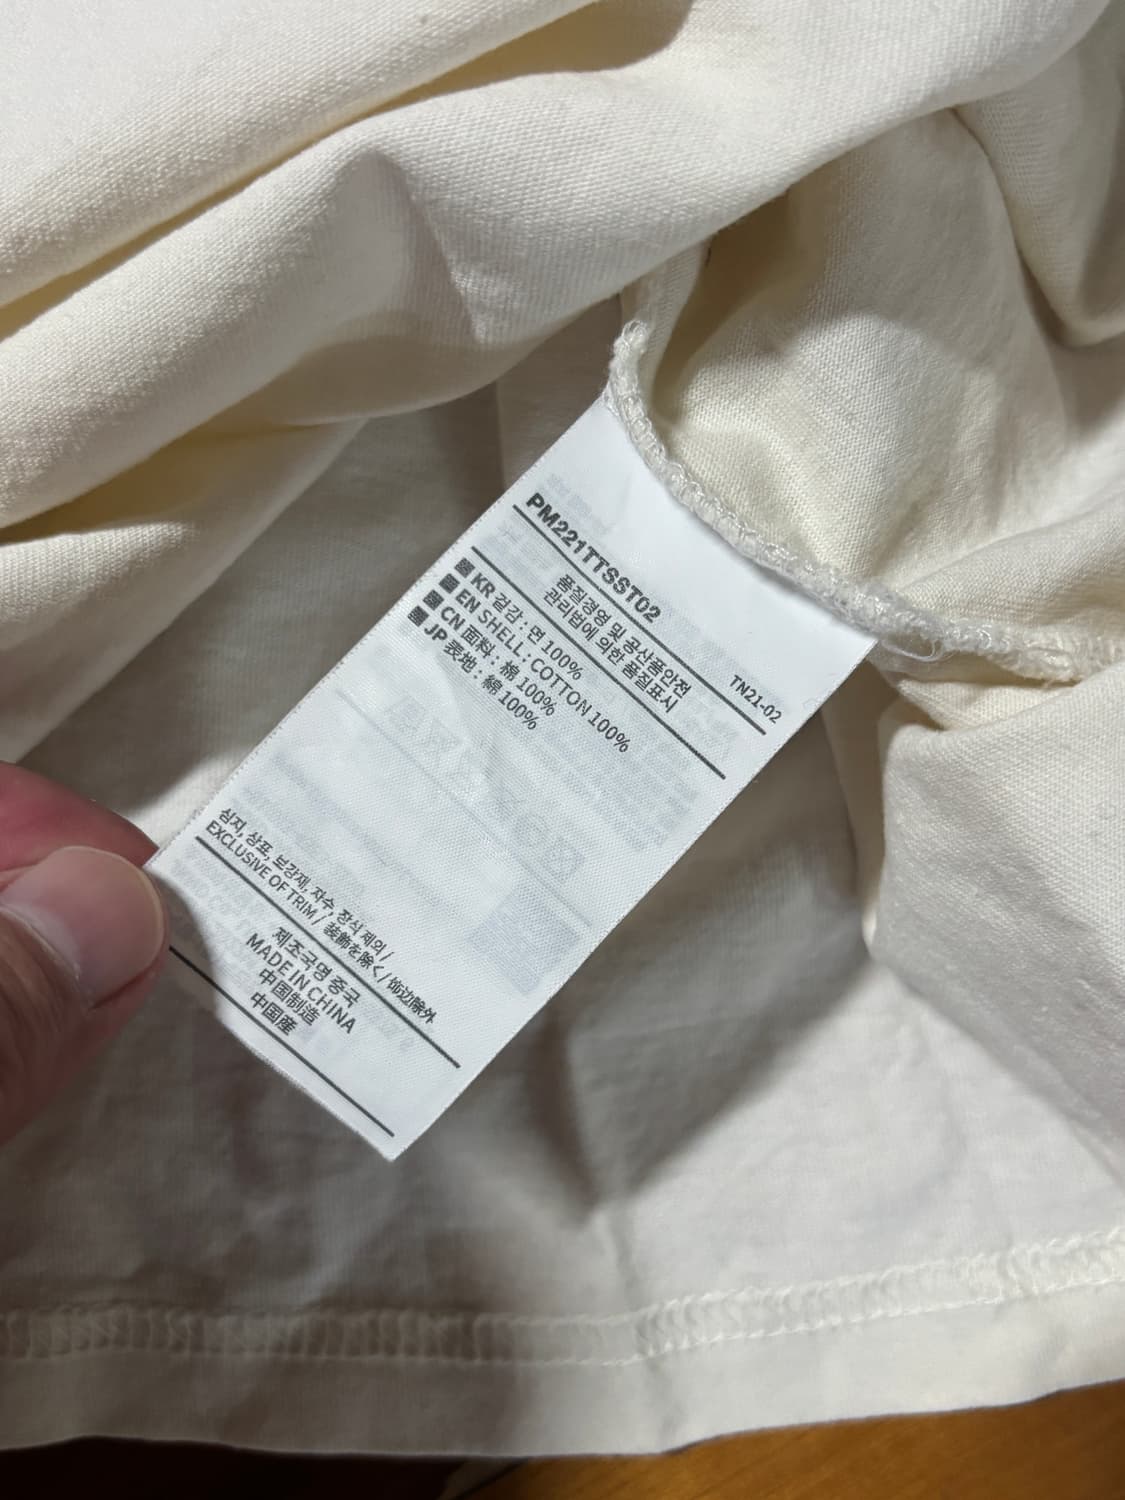 PM221TTSST02
TN21-02
품질경영 및 공산품안전
관리법에 의한 품질표시
KR 겉감 : 면 100%
EN SHELL : COTTON 100%
CN 面料 : 棉 100%
JP 表地 : 綿 100%
심지, 상표, 보강재, 자수, 장식 제외 /
EXCLUSIVE OF TRIM / 装飾を除く / 饰边除外
제조국명 중국
MADE IN CHINA
中国制造
中国産